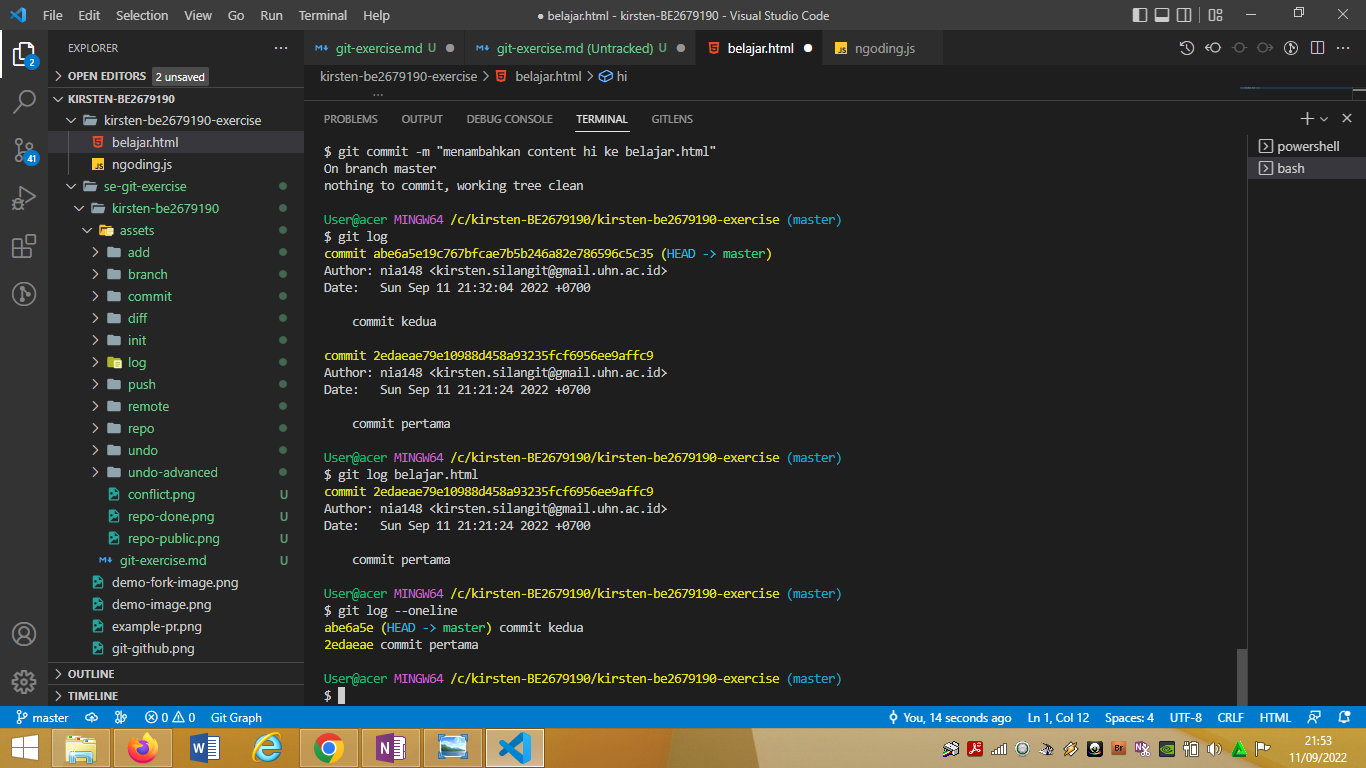 File Edit Selection View Go Run Terminal Help
● belajar.html - kirsten-BE2679190 - Visual Studio Code
EXPLORER
OPEN EDITORS 2 unsaved
KIRSTEN-BE2679190
kirsten-be2679190-exercise
belajar.html
JS ngoding.js
se-git-exercise
kirsten-be2679190
assets
add
branch
commit
diff
init
log
push
remote
repo
undo
undo-advanced
conflict.png U
repo-done.png U
repo-public.png U
git-exercise.md U
demo-fork-image.png
demo-image.png
example-pr.png
git-github.png
OUTLINE
TIMELINE
2
41
git-exercise.md U
git-exercise.md (Untracked) U
belajar.html
JS ngoding.js
kirsten-be2679190-exercise > belajar.html > hi
...
PROBLEMS OUTPUT DEBUG CONSOLE TERMINAL GITLENS
$ git commit -m "menambahkan content hi ke belajar.html"
On branch master
nothing to commit, working tree clean
User@acer MINGW64 /c/kirsten-BE2679190/kirsten-be2679190-exercise (master)
$ git log
commit abe6a5e19c767bfcae7b5b246a82e786596c5c35 (HEAD -> master)
Author: nia148 <kirsten.silangit@gmail.uhn.ac.id>
Date:   Sun Sep 11 21:32:04 2022 +0700
commit kedua
commit 2edaeae79e10988d458a93235fcf6956ee9affc9
Author: nia148 <kirsten.silangit@gmail.uhn.ac.id>
Date:   Sun Sep 11 21:21:24 2022 +0700
commit pertama
User@acer MINGW64 /c/kirsten-BE2679190/kirsten-be2679190-exercise (master)
$ git log belajar.html
commit 2edaeae79e10988d458a93235fcf6956ee9affc9
Author: nia148 <kirsten.silangit@gmail.uhn.ac.id>
Date:   Sun Sep 11 21:21:24 2022 +0700
commit pertama
User@acer MINGW64 /c/kirsten-BE2679190/kirsten-be2679190-exercise (master)
$ git log --oneline
abe6a5e (HEAD -> master) commit kedua
2edaeae commit pertama
User@acer MINGW64 /c/kirsten-BE2679190/kirsten-be2679190-exercise (master)
$
powershell
bash
master 0 0 Git Graph
You, 14 seconds ago Ln 1, Col 12 Spaces: 4 UTF-8 CRLF HTML
21:53
11/09/2022